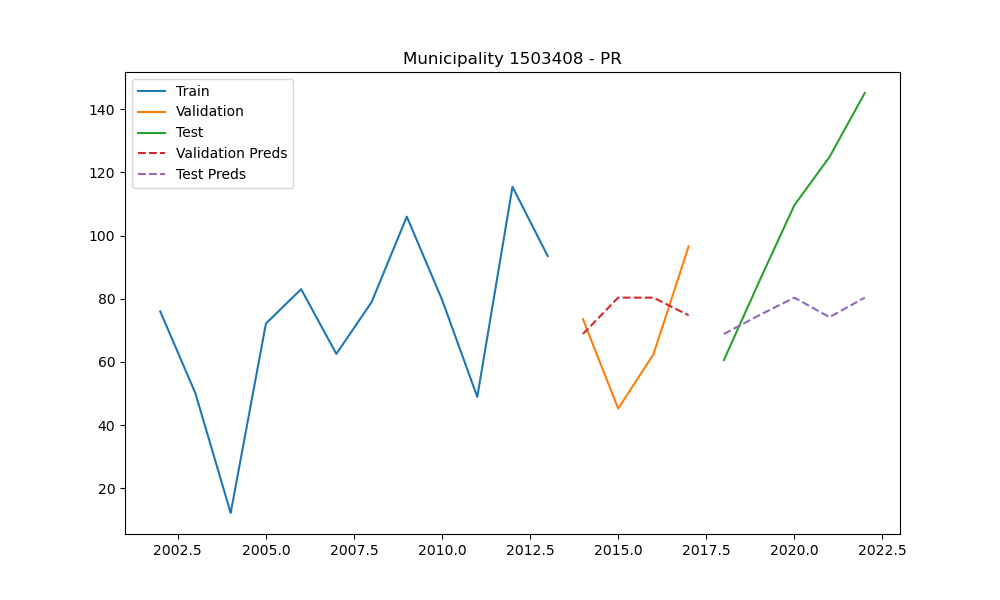 Municipality 1503408 - PR
Train
Validation
Test
Validation Preds
Test Preds
140
120
100
80
60
40
20
2002.5 2005.0 2007.5 2010.0 2012.5 2015.0 2017.5 2020.0 2022.5